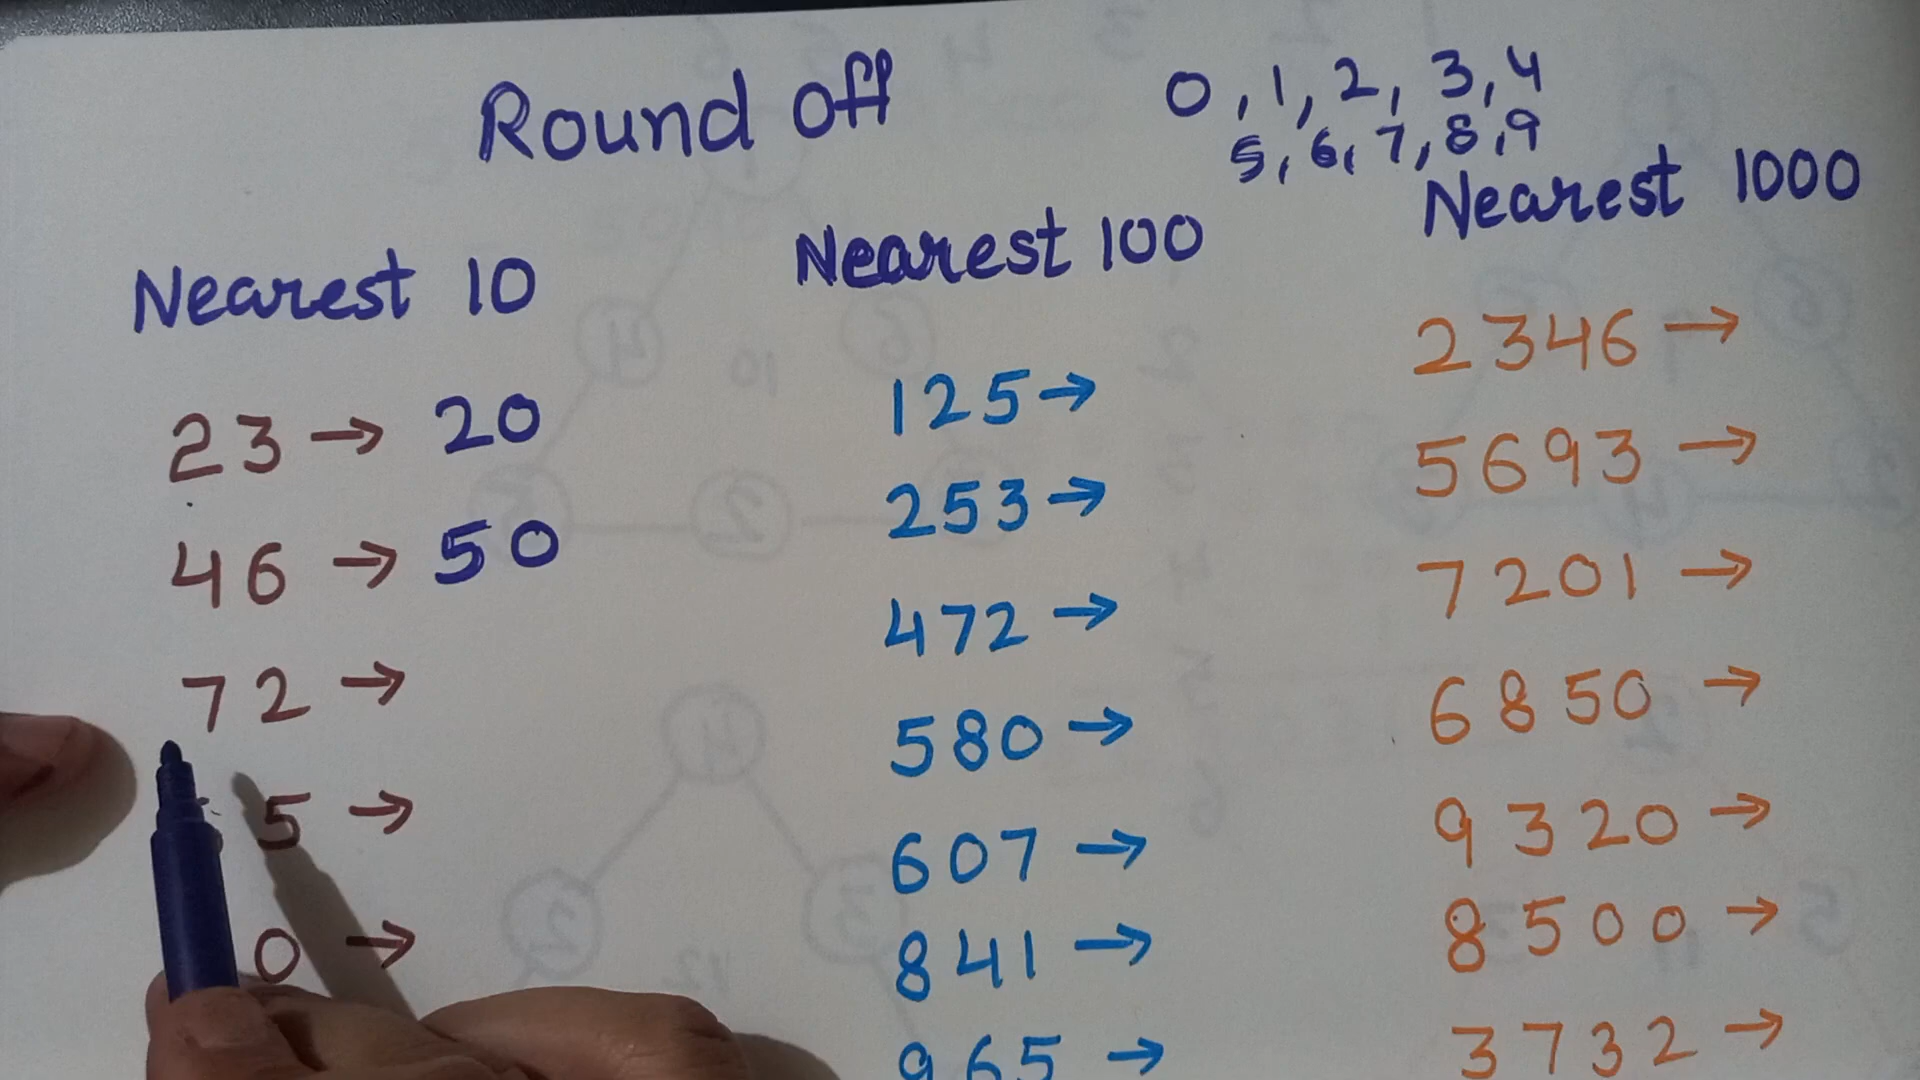 Round off
0, 1, 2, 3, 4
5, 6, 7, 8, 9
Nearest 10
23 → 20
46 → 50
72 →
5 →
0 →
Nearest 100
125 →
253 →
472 →
580 →
607 →
841 →
965 →
Nearest 1000
2346 →
5693 →
7201 →
6850 →
9320 →
8500 →
3732 →